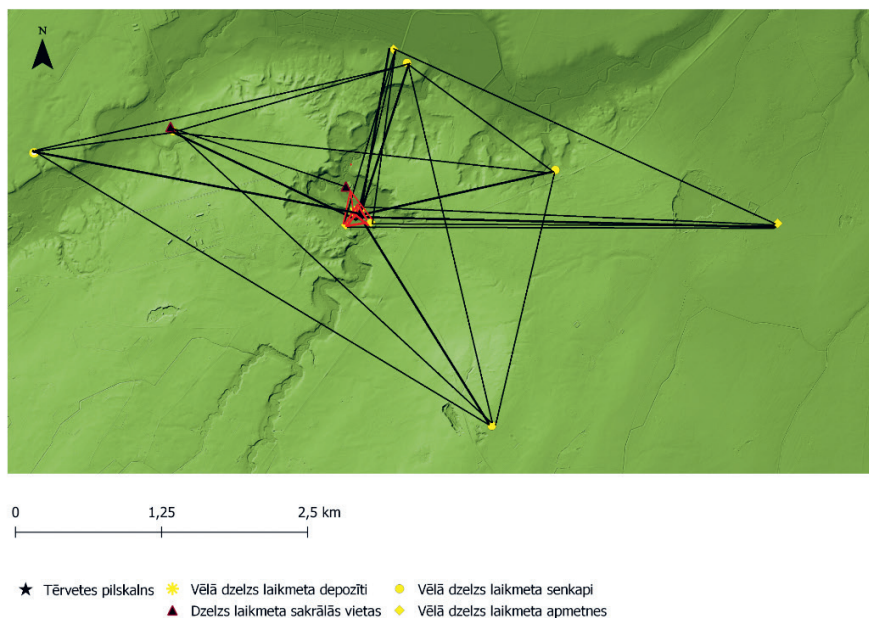 N
0 1,25 2,5 km
Tērvetes pilskalns Vēlā dzelzs laikmeta depozīti Vēlā dzelzs laikmeta senkapi
Dzelzs laikmeta sakrālās vietas Vēlā dzelzs laikmeta apmetnes